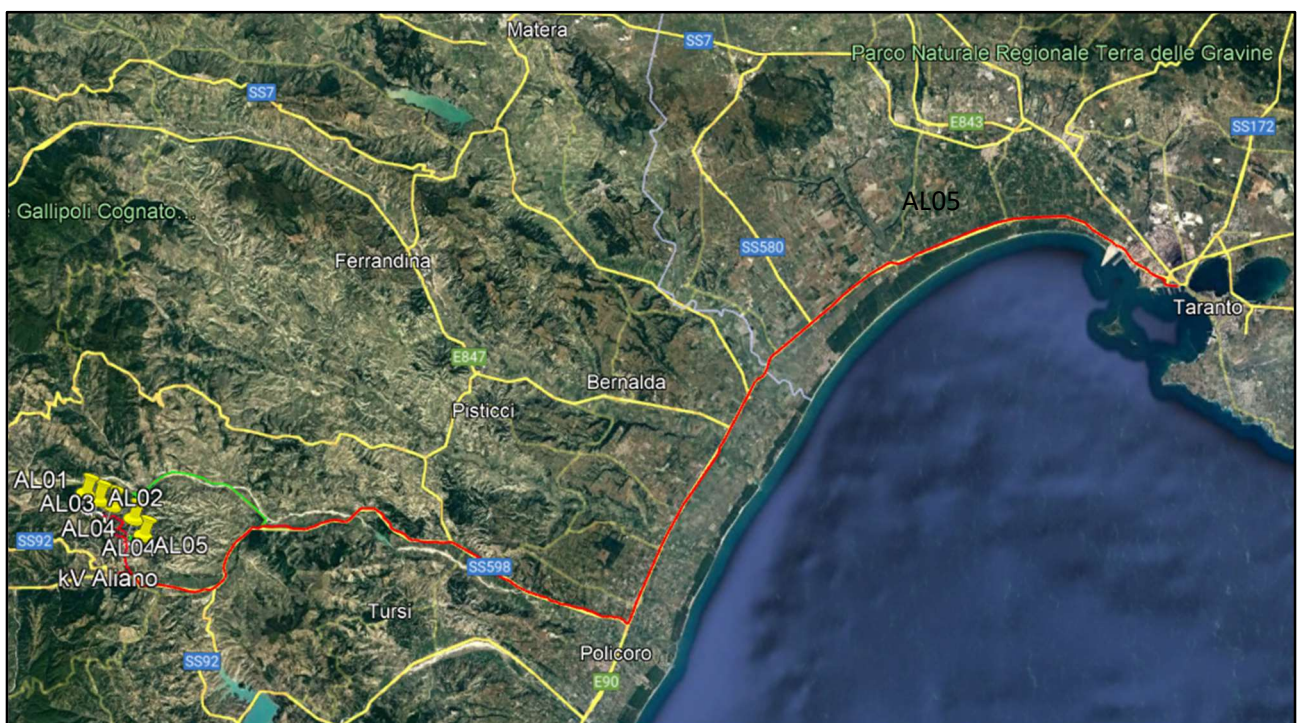 Matera
SS7
Parco Naturale Regionale Terra delle Gravine
SS7
E843
SS172
Gallipoli Cognato...
AL05
SS580
Ferrandina
Taranto
E847
Bernalda
Pisticci
AL01
AL03
AL02
AL04
SS92
AL04
AL05
SS598
kV Aliano
Tursi
Policoro
SS92
E90